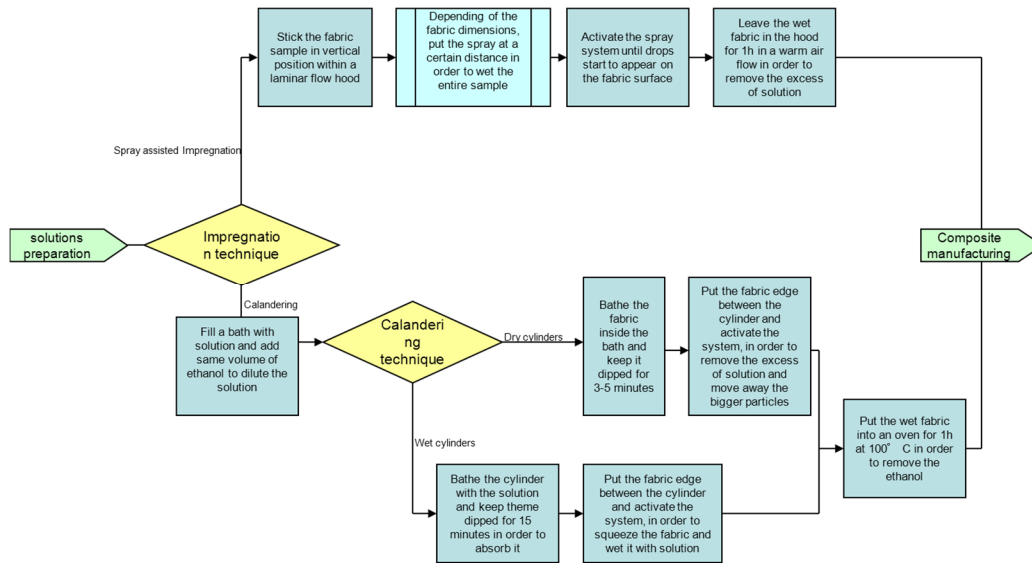 Stick the fabric
sample in vertical
position within a
laminar flow hood
Depending of the
fabric dimensions,
put the spray at a
certain distance in
order to wet the
entire sample
Activate the spray
system until drops
start to appear on
the fabric surface
Leave the wet
fabric in the hood
for 1h in a warm air
flow in order to
remove the excess
of solution
Spray assisted Impregnation
solutions
preparation
Impregnatio
n technique
Composite
manufacturing
Calandering
Fill a bath with
solution and add
same volume of
ethanol to dilute the
solution
Calanderi
ng
technique
Dry cylinders
Bathe the
fabric
inside the
bath and
keep it
dipped for
3-5 minutes
Put the fabric edge
between the
cylinder and
activate the
system, in order to
remove the excess
of solution and
move away the
bigger particles
Wet cylinders
Bathe the cylinder
with the solution
and keep theme
dipped for 15
minutes in order to
absorb it
Put the fabric edge
between the cylinder
and activate the
system, in order to
squeeze the fabric and
wet it with solution
Put the wet fabric
into an oven for 1h
at 100° C in order
to remove the
ethanol